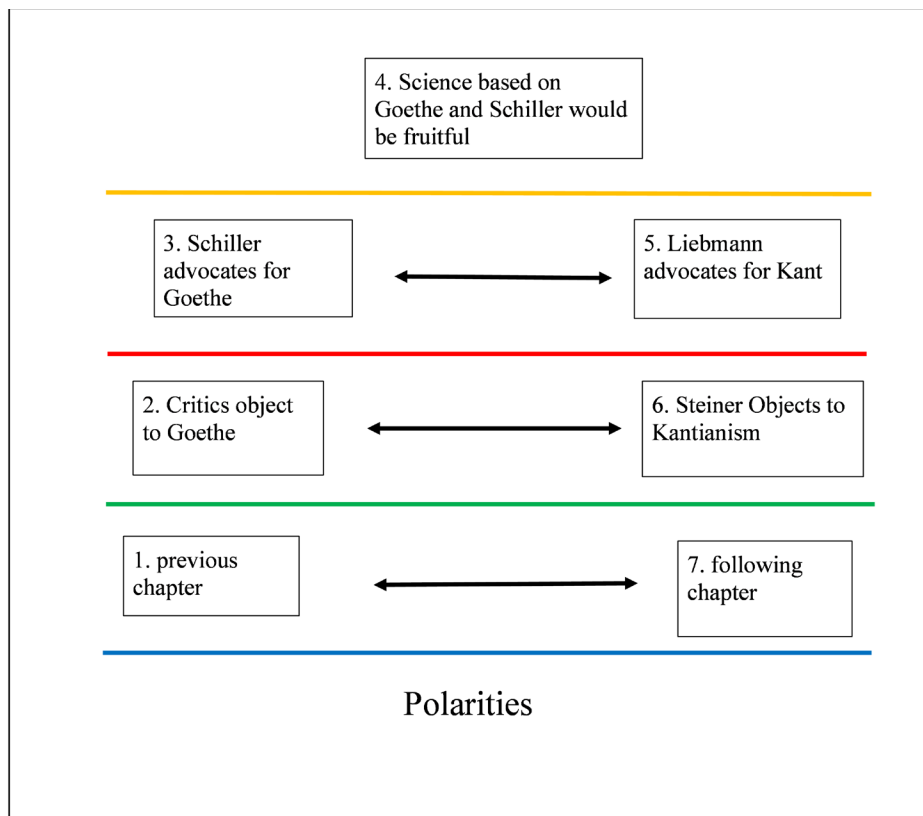 4. Science based on
Goethe and Schiller would
be fruitful
3. Schiller
advocates for
Goethe
5. Liebmann
advocates for Kant
2. Critics object
to Goethe
6. Steiner Objects to
Kantianism
1. previous
chapter
7. following
chapter
Polarities